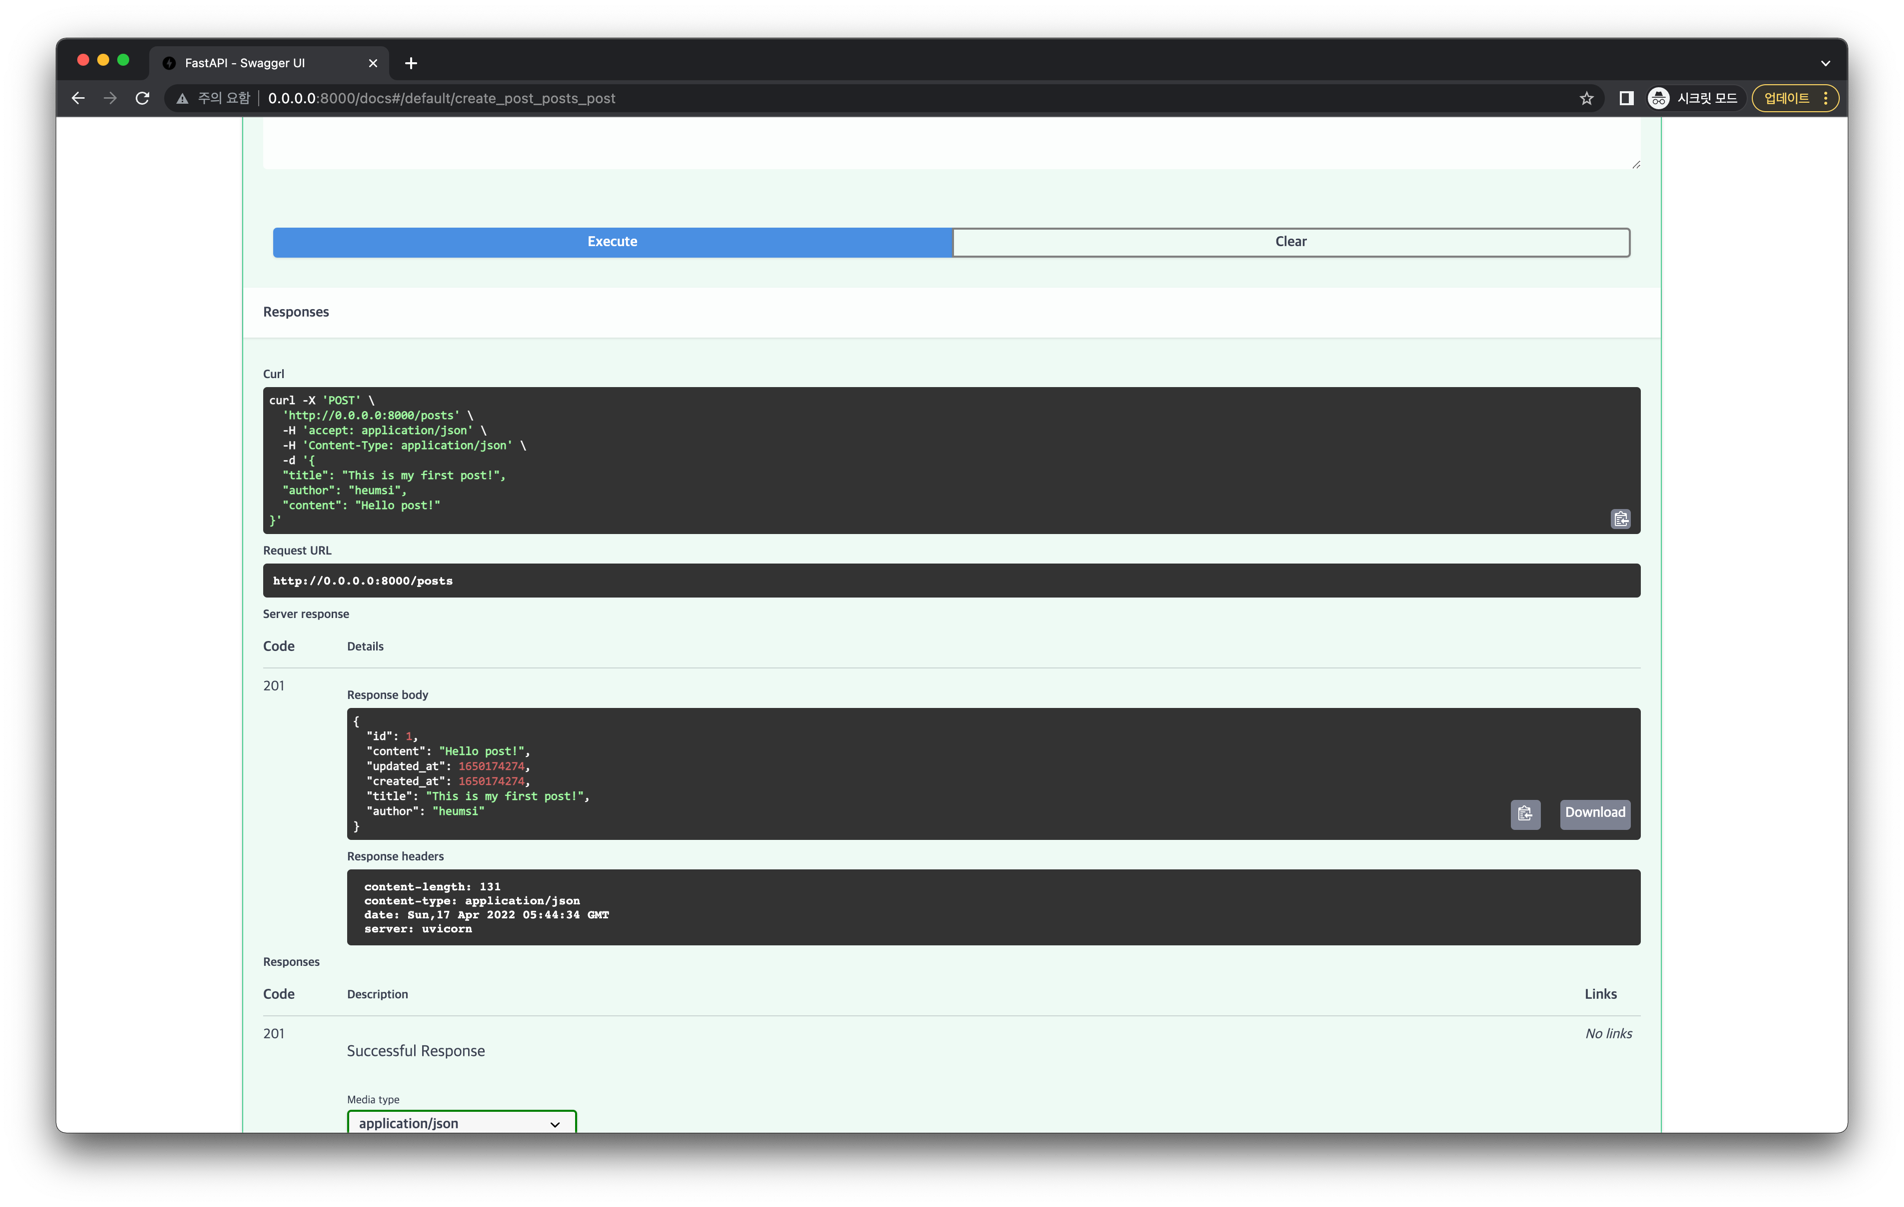 FastAPI - Swagger UI
주의 요함 0.0.0.0:8000/docs#/default/create_post_posts_post 시크릿 모드 업데이트
Execute Clear
Responses
Curl
curl -X 'POST' \
'http://0.0.0.0:8000/posts' \
-H 'accept: application/json' \
-H 'Content-Type: application/json' \
-d '{
"title": "This is my first post!",
"author": "heumsi",
"content": "Hello post!"
}'
Request URL
http://0.0.0.0:8000/posts
Server response
Code Details
201
Response body
{
"id": 1,
"content": "Hello post!",
"updated_at": 1650174274,
"created_at": 1650174274,
"title": "This is my first post!",
"author": "heumsi"
}
Download
Response headers
content-length: 131
content-type: application/json
date: Sun,17 Apr 2022 05:44:34 GMT
server: uvicorn
Responses
Code Description Links
201 No links
Successful Response
Media type
application/json